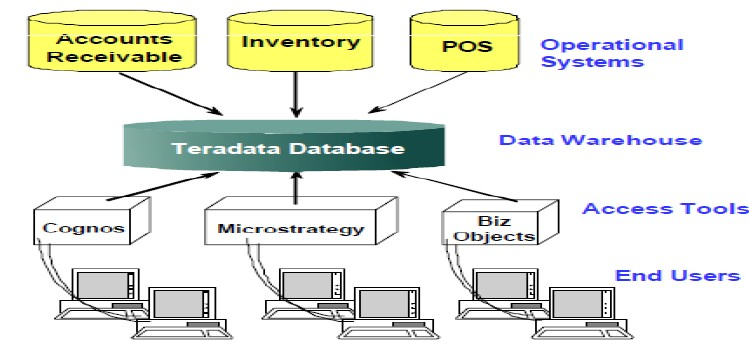 Accounts
Receivable
Inventory
POS
Operational
Systems
Teradata Database
Data Warehouse
Cognos
Microstrategy
Biz
Objects
Access Tools
End Users